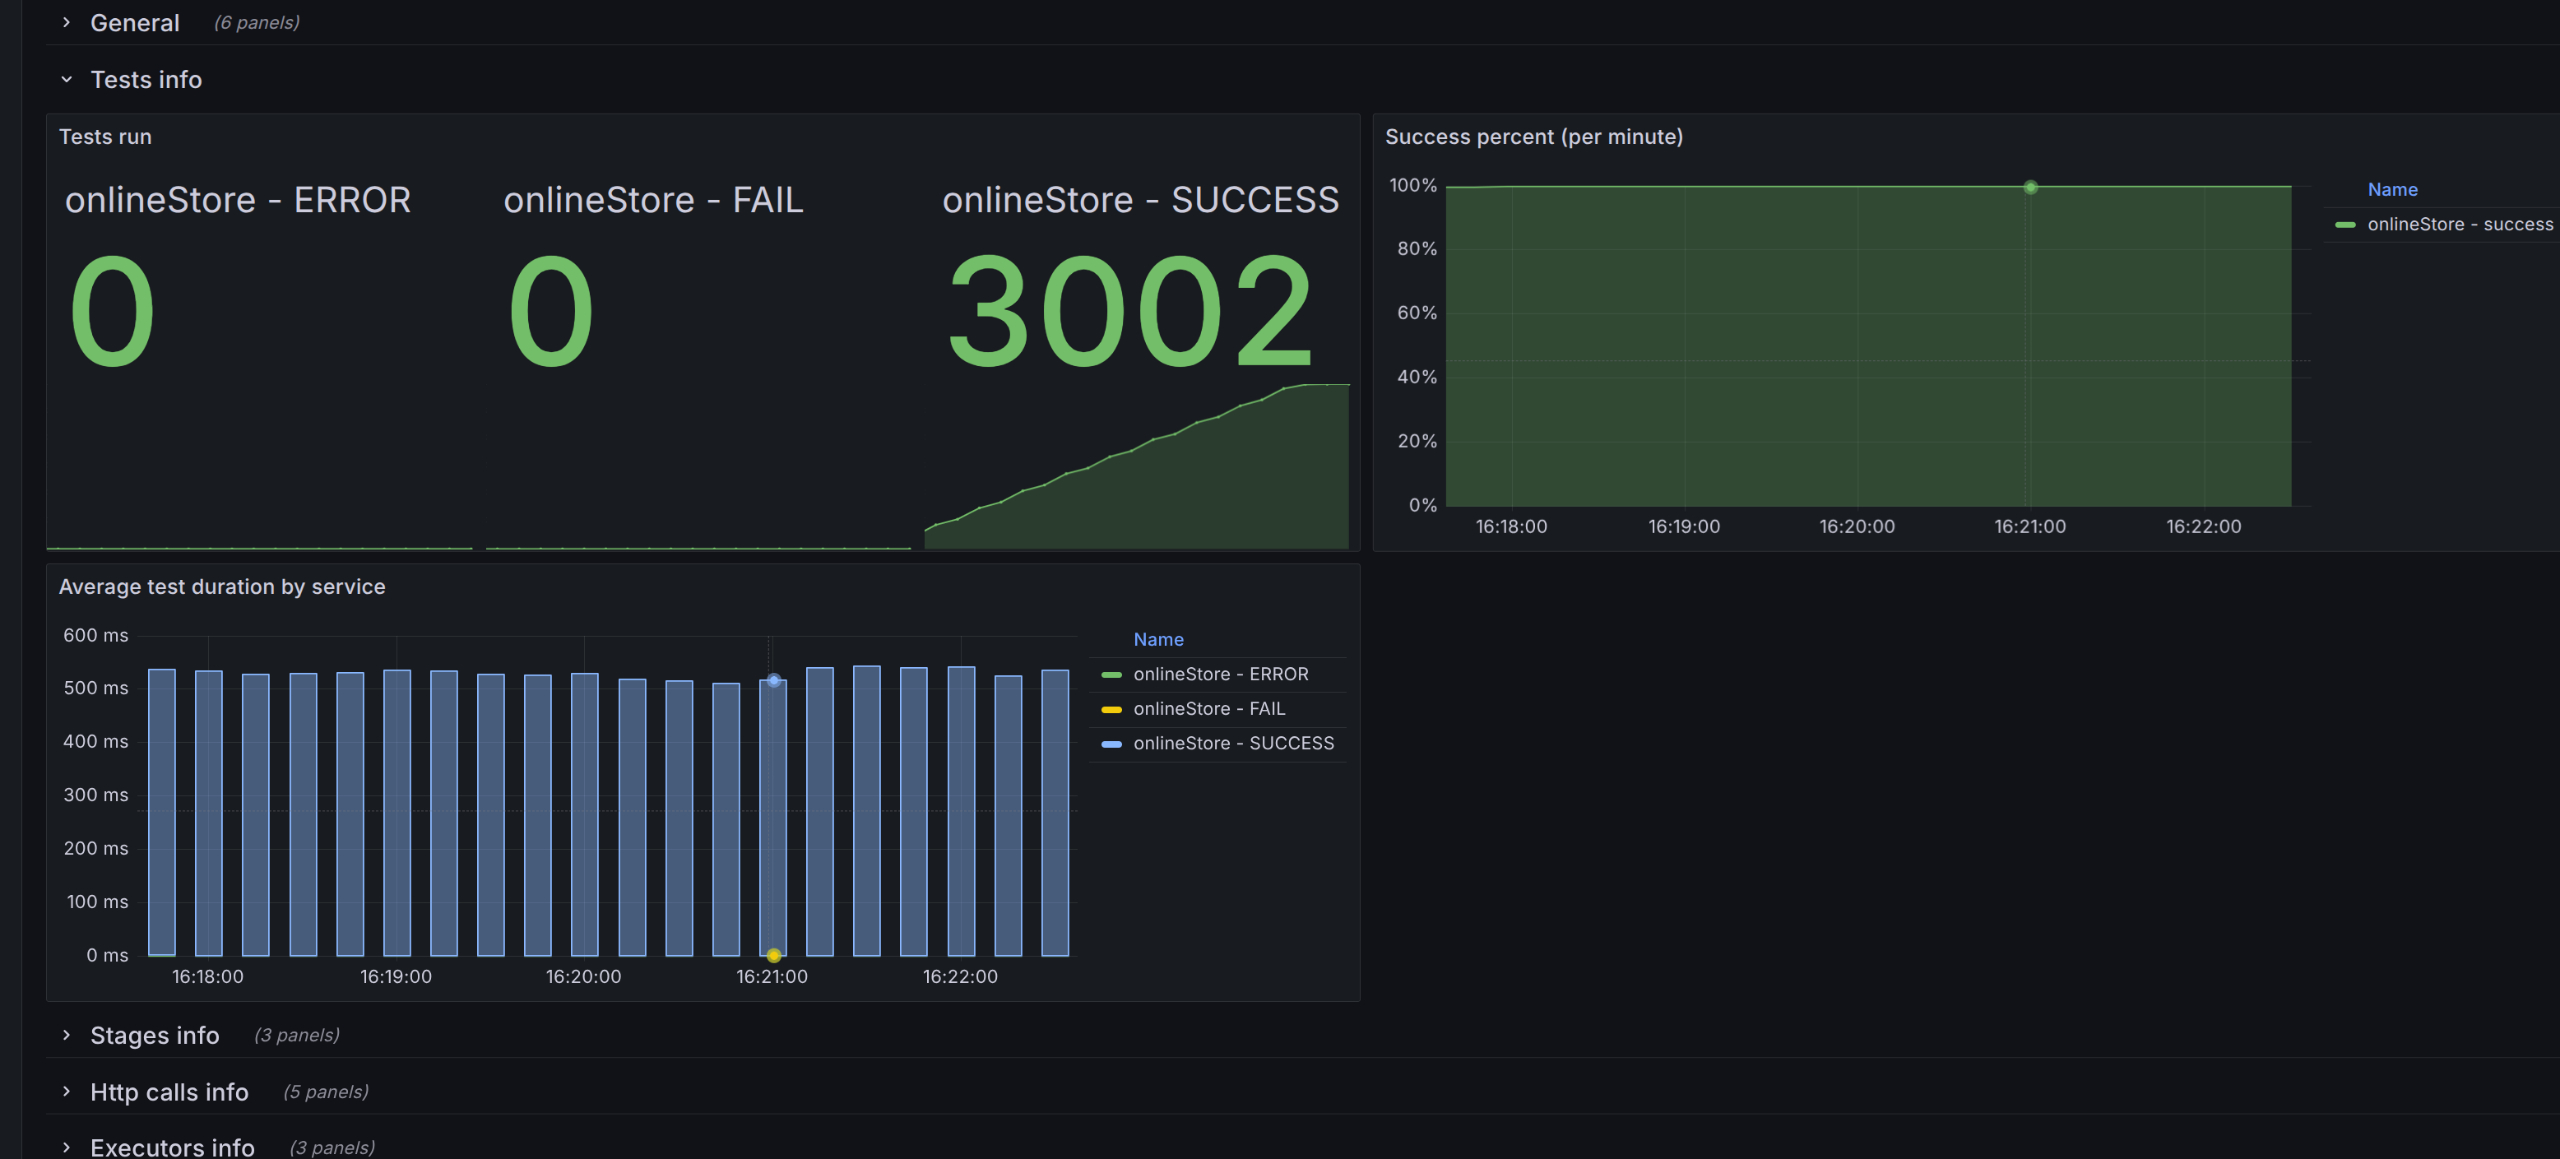 General (6 panels)
Tests info
Tests run
onlineStore - ERROR
0
onlineStore - FAIL
0
onlineStore - SUCCESS
3002
Success percent (per minute)
100%
80%
60%
40%
20%
0%
16:18:00 16:19:00 16:20:00 16:21:00 16:22:00
Name
onlineStore - success
Average test duration by service
600 ms
500 ms
400 ms
300 ms
200 ms
100 ms
0 ms
16:18:00 16:19:00 16:20:00 16:21:00 16:22:00
Name
onlineStore - ERROR
onlineStore - FAIL
onlineStore - SUCCESS
Stages info (3 panels)
Http calls info (5 panels)
Executors info (3 panels)